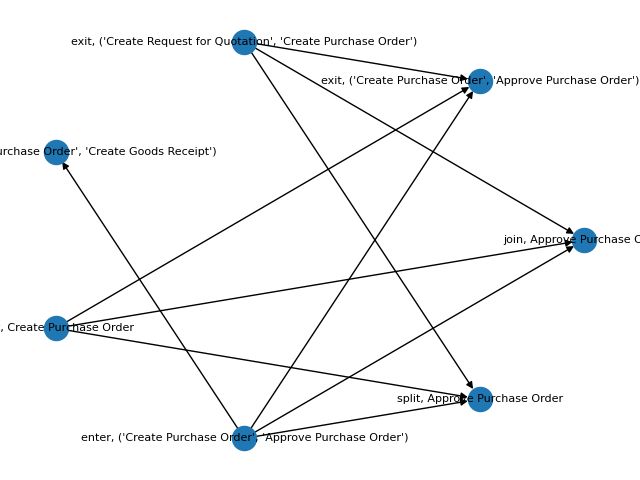 exit, ('Create Request for Quotation', 'Create Purchase Order')
exit, ('Create Purchase Order', 'Approve Purchase Order')
Order', 'Create Goods Receipt')
join, Approve Purchase
, Create Purchase Order
split, Approve Purchase Order
enter, ('Create Purchase Order', 'Approve Purchase Order')